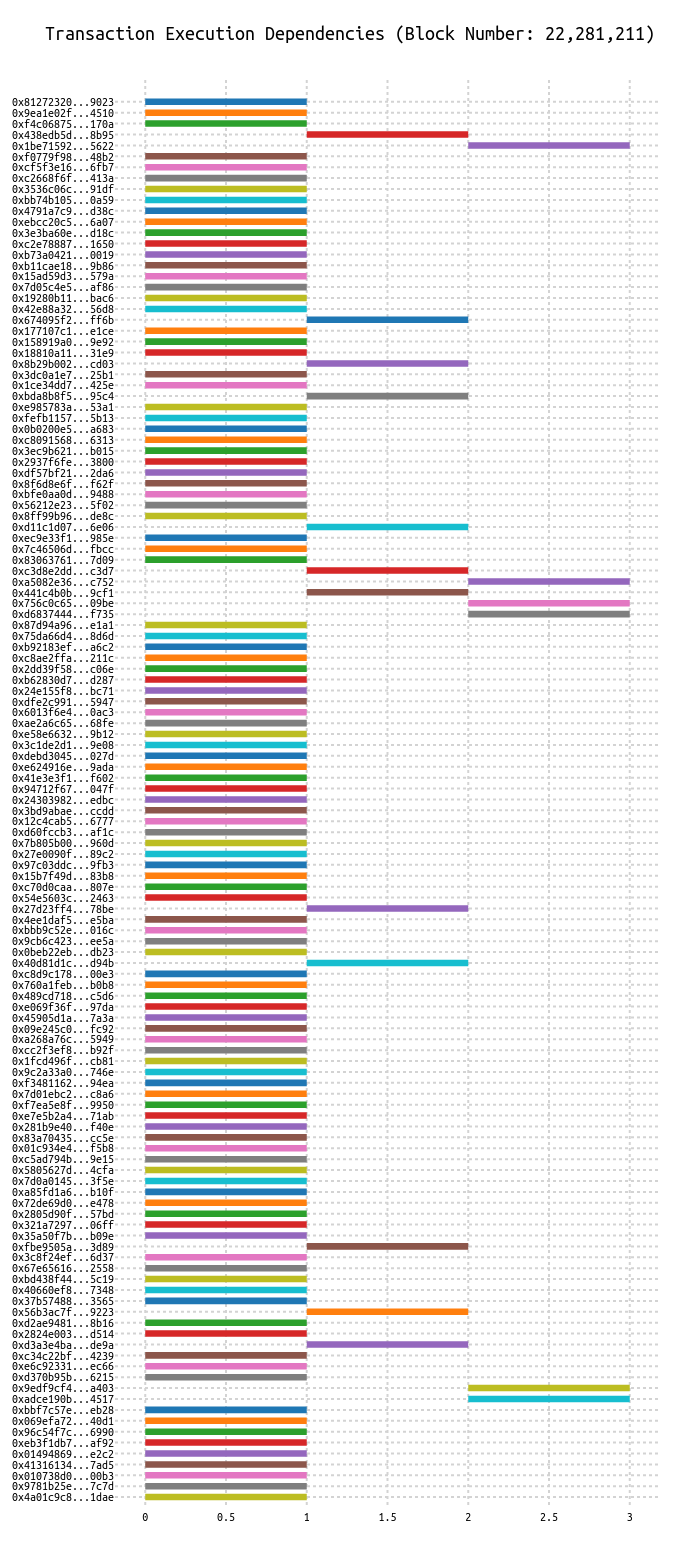 Transaction Execution Dependencies (Block Number: 22,281,211)
0x81272320...9023
0x9ea1e02f...4510
0xf4c06875...170a
0x438edb5d...8b95
0x1be71592...5622
0xf0779f98...48b2
0xcf5f3e16...6fb7
0xc2668f6f...413a
0x3536c06c...91df
0xbb74b105...0a59
0x4791a7c9...d38c
0xebcc20c5...6a07
0x3e3ba60e...d18c
0xc2e78887...1650
0xb73a0421...0019
0xb11cae18...9b86
0x15ad59d3...579a
0x7d05c4e5...af86
0x19280b11...bac6
0x42e88a32...56d8
0x674095f2...ff6b
0x177107c1...e1ce
0x158919a0...9e92
0x18810a11...31e9
0x8b29b002...cd03
0x3dc0a1e7...25b1
0x1ce34dd7...425e
0xbda8b8f5...95c4
0xe985783a...53a1
0xfefb1157...5b13
0x0b0200e5...a683
0xc8091568...6313
0x3ec9b621...b015
0x2937f6fe...3800
0xdf57bf21...2da6
0x8f6d8e6f...f62f
0xbfe0aa0d...9488
0x56212e23...5f02
0x8ff99b96...de8c
0xd11c1d07...6e06
0xec9e33f1...985e
0x7c46506d...fbcc
0x83063761...7d09
0xc3d8e2dd...c3d7
0xa5082e36...c752
0x441c4b0b...9cf1
0x756c0c65...09be
0xd6837444...f735
0x87d94a96...e1a1
0x75da66d4...8d6d
0xb92183ef...a6c2
0xc8ae2ffa...211c
0x2dd39f58...c06e
0xb62830d7...d287
0x24e155f8...bc71
0xdfe2c991...5947
0x6013f6e4...0ac3
0xae2a6c65...68fe
0xe58e6632...9b12
0x3c1de2d1...9e08
0xdebd3045...027d
0xe624916e...9ada
0x41e3e3f1...f602
0x94712f67...047f
0x24303982...edbc
0x3bd9abae...ccdd
0x12c4cab5...6777
0xd60fccb3...af1c
0x7b805b00...960d
0x27e0090f...89c2
0x97c03ddc...9fb3
0x15b7f49d...83b8
0xc70d0caa...807e
0x54e5603c...2463
0x27d23ff4...78be
0x4ee1daf5...e5ba
0xbbb9c52e...016c
0x9cb6c423...ee5a
0x0beb22eb...db23
0x40d81d1c...d94b
0xc8d9c178...00e3
0x760a1feb...b0b8
0x489cd718...c5d6
0xe069f36f...97da
0x45905d1a...7a3a
0x09e245c0...fc92
0xa268a76c...5949
0xcc2f3ef8...b92f
0x1fcd496f...cb81
0x9c2a33a0...746e
0xf3481162...94ea
0x7d01ebc2...c8a6
0xf7ea5e8f...9950
0xe7e5b2a4...71ab
0x281b9e40...f40e
0x83a70435...cc5e
0x01c934e4...f5b8
0xc5ad794b...9e15
0x5805627d...4cfa
0x7d0a0145...3f5e
0xa85fd1a6...b10f
0x72de69d0...e478
0x2805d90f...57bd
0x321a7297...06ff
0x35a50f7b...b09e
0xfbe9505a...3d89
0x3c8f24ef...6d37
0x67e65616...2558
0xbd438f44...5c19
0x40660ef8...7348
0x37b57488...3565
0x56b3ac7f...9223
0xd2ae9481...8b16
0x2824e003...d514
0xd3a3e4ba...de9a
0xc34c22bf...4239
0xe6c92331...ec66
0xd370b95b...6215
0x9edf9cf4...a403
0xadce190b...4517
0xbbf7c57e...eb28
0x069efa72...40d1
0x96c54f7c...6990
0xeb3f1db7...af92
0x01494869...e2c2
0x41316134...7ad5
0x010738d0...00b3
0x9781b25e...7c7d
0x4a01c9c8...1dae
0 0.5 1 1.5 2 2.5 3